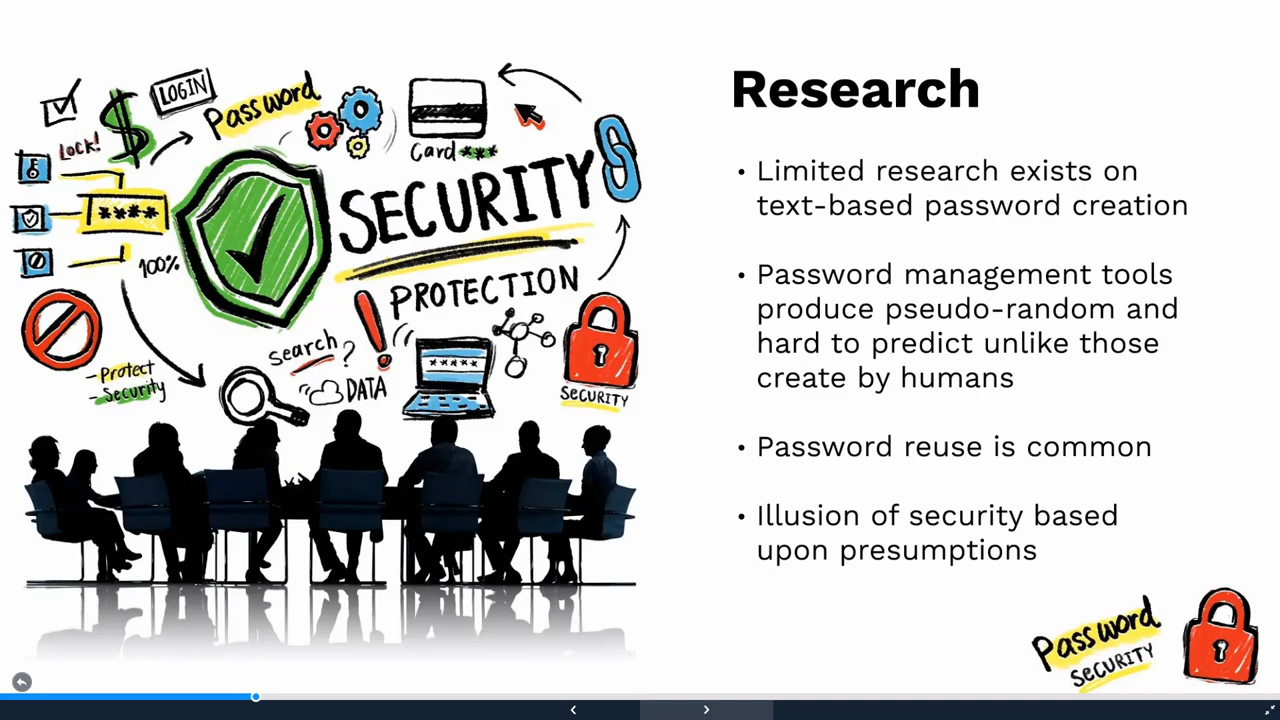 LOGIN
Password
LOCK!
Card***
****
SECURITY
100%
PROTECTION
search?
****
- Protect
- Security
DATA
SECURITY
Research
• Limited research exists on
text-based password creation
• Password management tools
produce pseudo-random and
hard to predict unlike those
create by humans
• Password reuse is common
• Illusion of security based
upon presumptions
Password
SECURITY